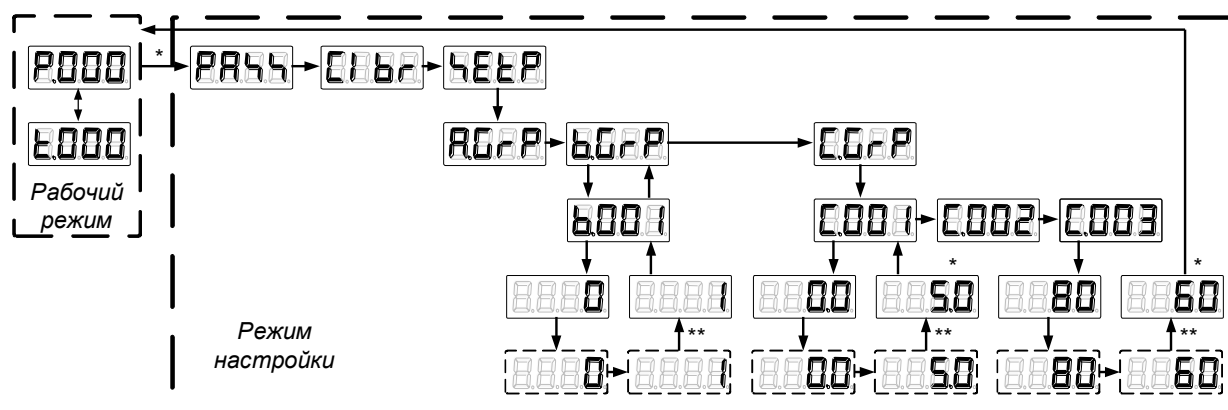 P.000 * PASS Clbr SEtP
t.000 A.GrP b.GrP C.GrP
Рабочий
режим
b.001 C.001 C.002 C.003
0 1 0.0 * 5.0 80 * 60
** ** **
Режим
настройки
0 1 0.0 5.0 80 60